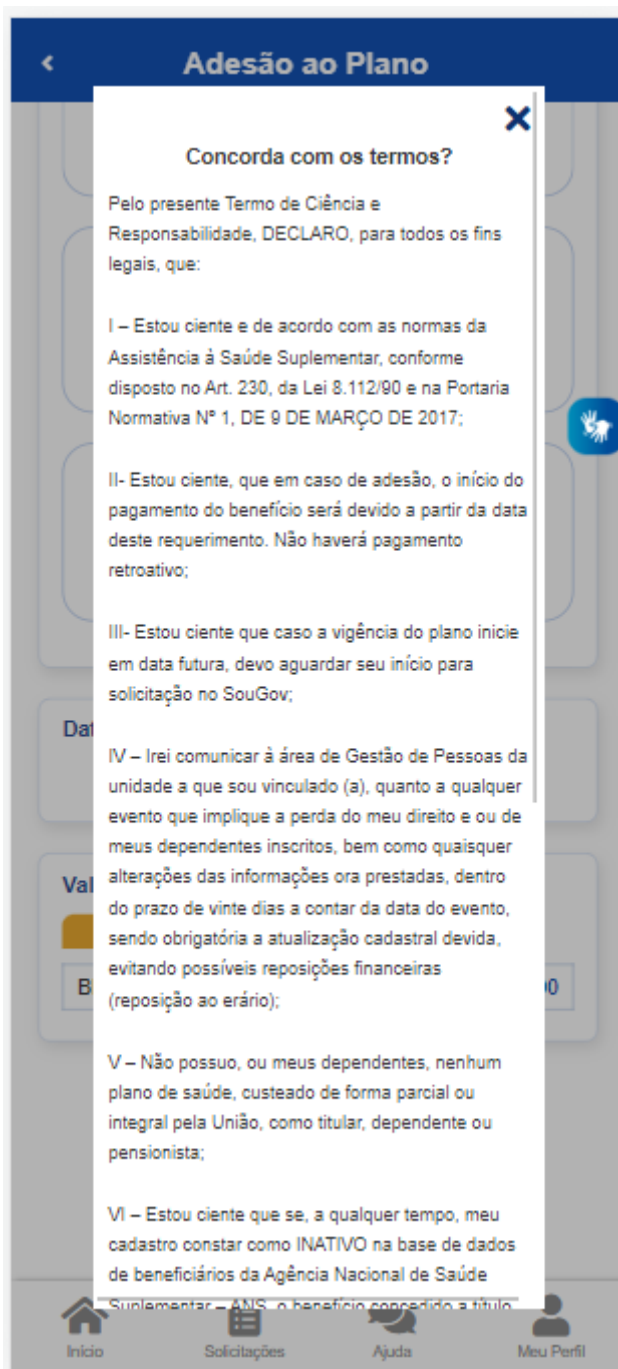 Adesão ao Plano
Concorda com os termos?
Pelo presente Termo de Ciência e
Responsabilidade, DECLARO, para todos os fins
legais, que:
I – Estou ciente e de acordo com as normas da
Assistência à Saúde Suplementar, conforme
disposto no Art. 230, da Lei 8.112/90 e na Portaria
Normativa Nº 1, DE 9 DE MARÇO DE 2017;
II- Estou ciente, que em caso de adesão, o início do
pagamento do benefício será devido a partir da data
deste requerimento. Não haverá pagamento
retroativo;
III- Estou ciente que caso a vigência do plano inicie
em data futura, devo aguardar seu início para
solicitação no SouGov;
IV – Irei comunicar à área de Gestão de Pessoas da
unidade a que sou vinculado (a), quanto a qualquer
evento que implique a perda do meu direito e ou de
meus dependentes inscritos, bem como quaisquer
alterações das informações ora prestadas, dentro
do prazo de vinte dias a contar da data do evento,
sendo obrigatória a atualização cadastral devida,
evitando possíveis reposições financeiras
(reposição ao erário);
V – Não possuo, ou meus dependentes, nenhum
plano de saúde, custeado de forma parcial ou
integral pela União, como titular, dependente ou
pensionista;
VI – Estou ciente que se, a qualquer tempo, meu
cadastro constar como INATIVO na base de dados
de beneficiários da Agência Nacional de Saúde
Suplementar – ANS, o benefício concedido a título
Dat
Val
B
Início
Solicitações
Ajuda
Meu Perfil